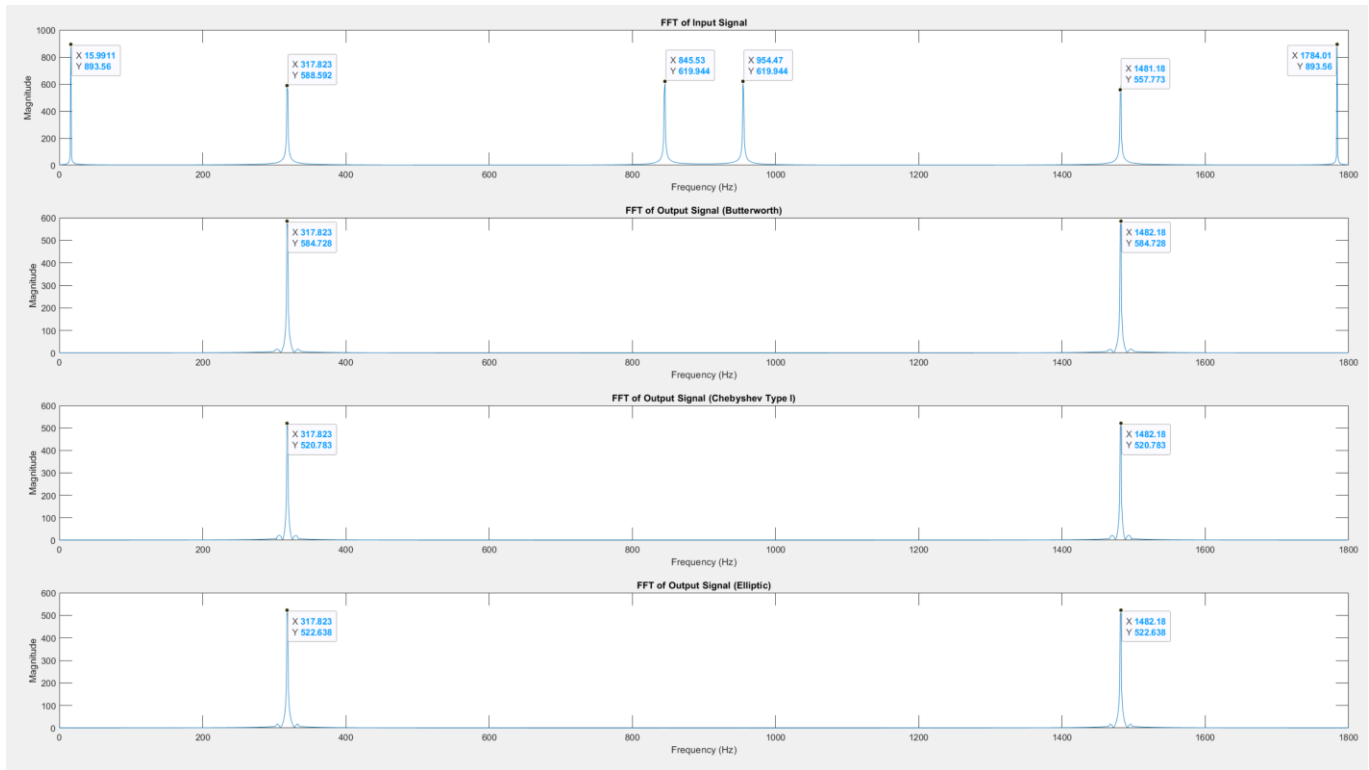 FFT of Input Signal
1000
800
600
400
200
0
Magnitude
X 15.9911
Y 893.56
X 317.823
Y 588.592
X 845.53
Y 619.944
X 954.47
Y 619.944
X 1481.18
Y 557.773
X 1784.01
Y 893.56
0 200 400 600 800 1000 1200 1400 1600 1800
Frequency (Hz)
FFT of Output Signal (Butterworth)
600
500
400
300
200
100
0
Magnitude
X 317.823
Y 584.728
X 1482.18
Y 584.728
0 200 400 600 800 1000 1200 1400 1600 1800
Frequency (Hz)
FFT of Output Signal (Chebyshev Type I)
600
500
400
300
200
100
0
Magnitude
X 317.823
Y 520.783
X 1482.18
Y 520.783
0 200 400 600 800 1000 1200 1400 1600 1800
Frequency (Hz)
FFT of Output Signal (Elliptic)
600
500
400
300
200
100
0
Magnitude
X 317.823
Y 522.638
X 1482.18
Y 522.638
0 200 400 600 800 1000 1200 1400 1600 1800
Frequency (Hz)